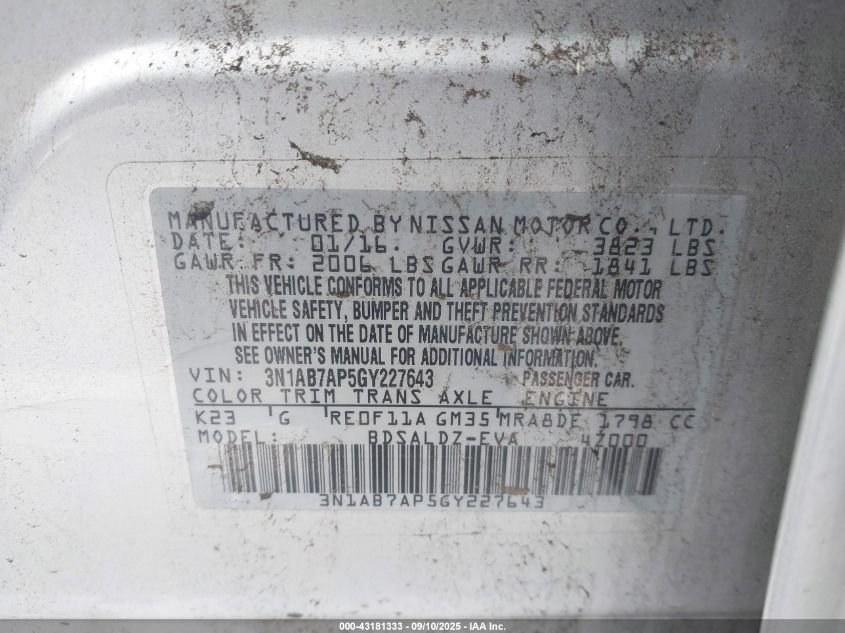 MANUFACTURED BY NISSAN MOTOR CO., LTD.
DATE: 01/16. GVWR: 3823 LBS
GAWR FR: 2006 LBS GAWR RR: 1841 LBS
THIS VEHICLE CONFORMS TO ALL APPLICABLE FEDERAL MOTOR
VEHICLE SAFETY, BUMPER AND THEFT PREVENTION STANDARDS
IN EFFECT ON THE DATE OF MANUFACTURE SHOWN ABOVE.
SEE OWNER'S MANUAL FOR ADDITIONAL INFORMATION.
VIN: 3N1AB7AP5GY227643 PASSENGER CAR.
COLOR TRIM TRANS AXLE ENGINE
K23 G RE0F11A GM35 MRA8DE 1798 CC
MODEL: BDSALDZ-EVA 4Z000
3N1AB7AP5GY227643
000-43181333 - 09/10/2025 - IAA Inc.